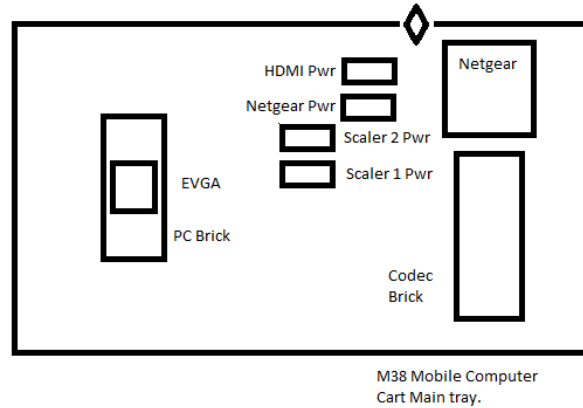 HDMI Pwr
Netgear
Netgear Pwr
Scaler 2 Pwr
Scaler 1 Pwr
EVGA
PC Brick
Codec
Brick
M38 Mobile Computer
Cart Main tray.